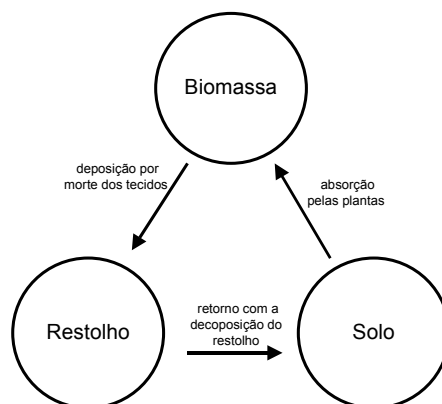 Biomassa
deposição por
morte dos tecidos
absorção
pelas plantas
Restolho
retorno com a
decoposição do
restolho
Solo